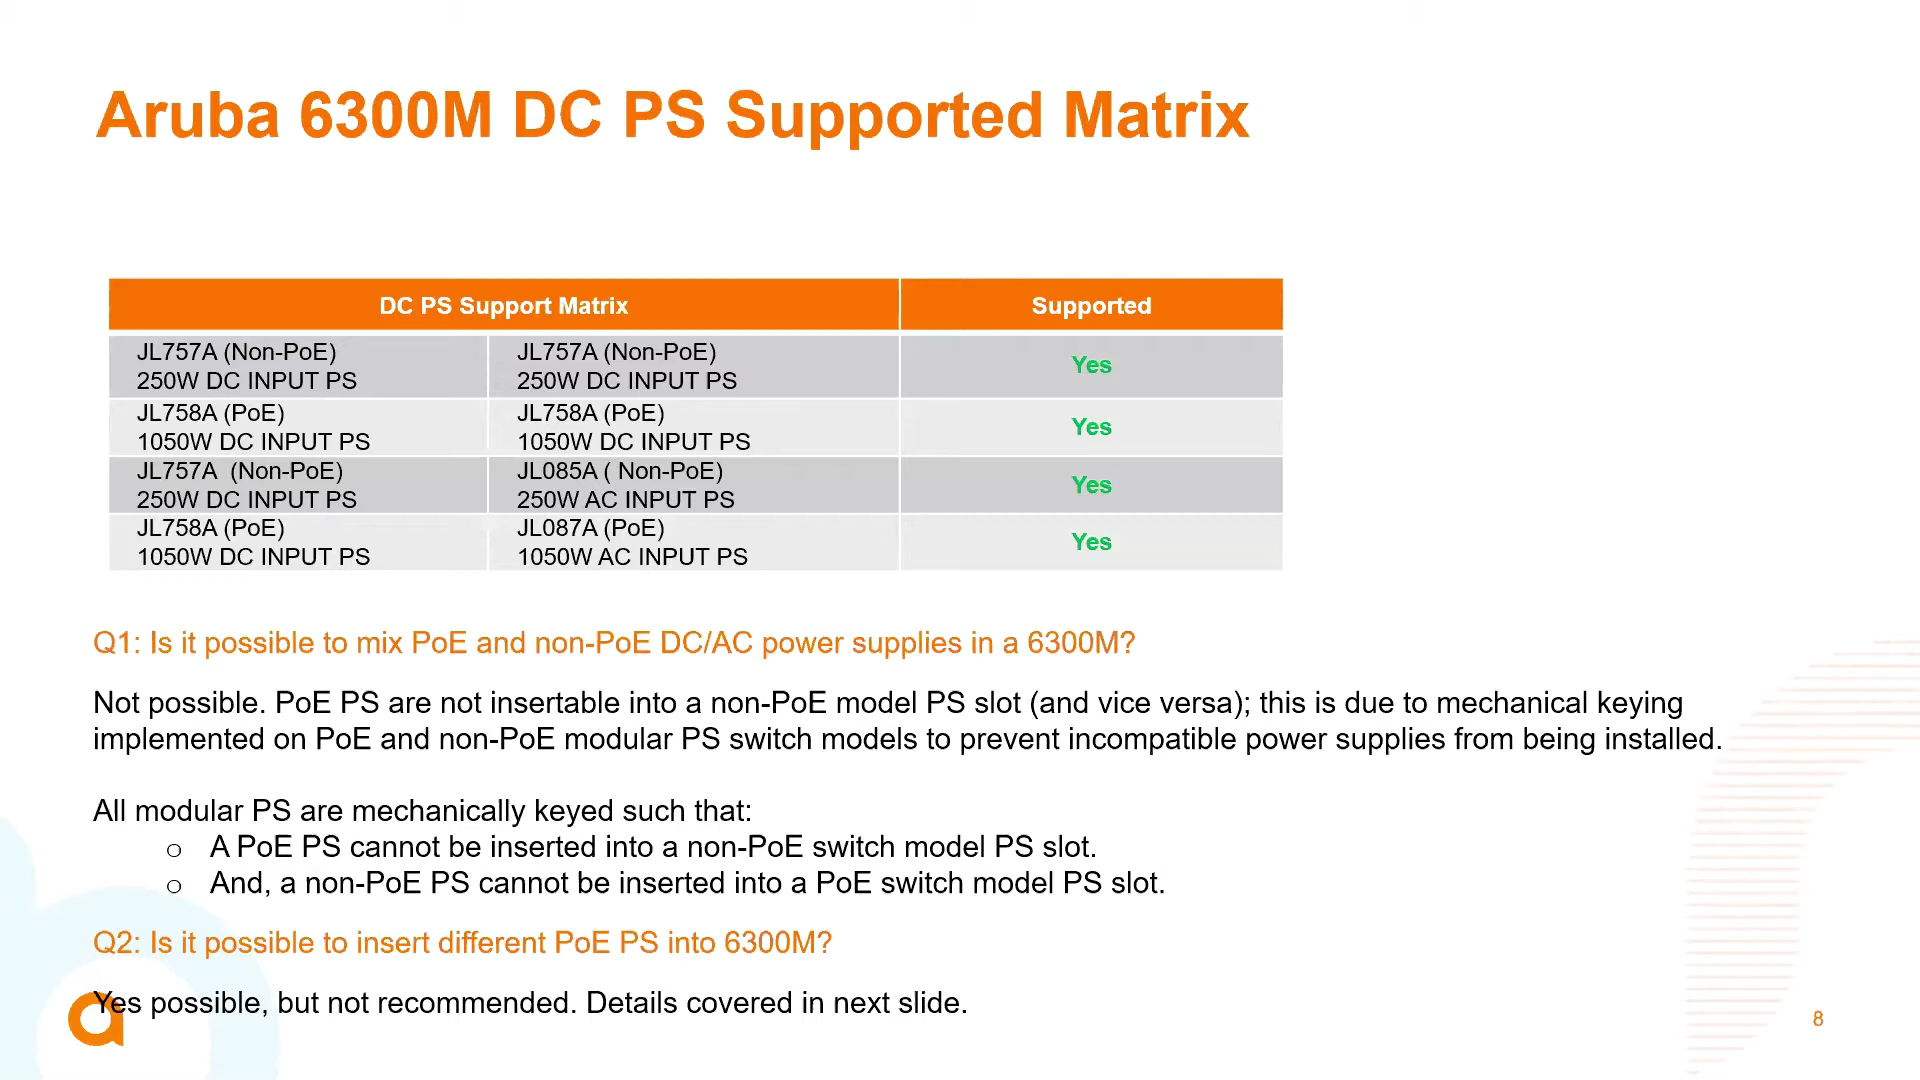 Aruba 6300M DC PS Supported Matrix
DC PS Support Matrix Supported
JL757A (Non-PoE) JL757A (Non-PoE)
250W DC INPUT PS 250W DC INPUT PS
Yes
JL758A (PoE) JL758A (PoE)
1050W DC INPUT PS 1050W DC INPUT PS
Yes
JL757A (Non-PoE) JL085A ( Non-PoE)
250W DC INPUT PS 250W AC INPUT PS
Yes
JL758A (PoE) JL087A (PoE)
1050W DC INPUT PS 1050W AC INPUT PS
Yes
Q1: Is it possible to mix PoE and non-PoE DC/AC power supplies in a 6300M?
Not possible. PoE PS are not insertable into a non-PoE model PS slot (and vice versa); this is due to mechanical keying
implemented on PoE and non-PoE modular PS switch models to prevent incompatible power supplies from being installed.
All modular PS are mechanically keyed such that:
o A PoE PS cannot be inserted into a non-PoE switch model PS slot.
o And, a non-PoE PS cannot be inserted into a PoE switch model PS slot.
Q2: Is it possible to insert different PoE PS into 6300M?
Yes possible, but not recommended. Details covered in next slide.
8